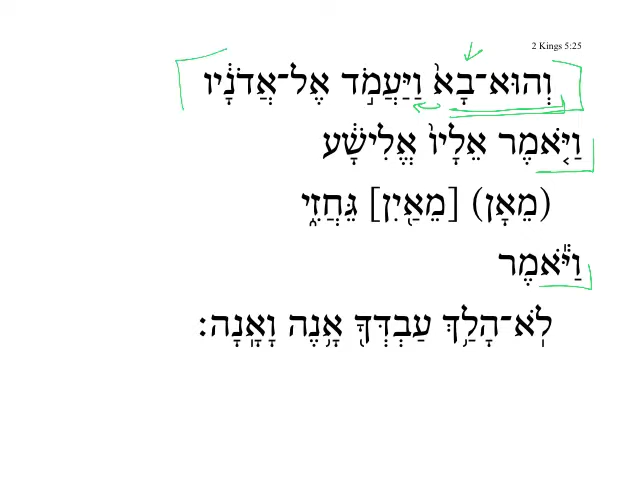 2 Kings 5:25
וְהוּא־בָא֙ וַיַּעֲמֹ֣ד אֶל־אֲדֹנָ֔יו
וַיֹּ֤אמֶר אֵלָיו֙ אֱלִישָׁ֔ע
(מֵאָן) [מֵאַ֖יִן] גֵּחֲזִ֑י
וַיֹּ֕אמֶר
לֹֽא־הָלַ֥ךְ עַבְדְּךָ֖ אָ֥נֶה וָאָֽנָה׃